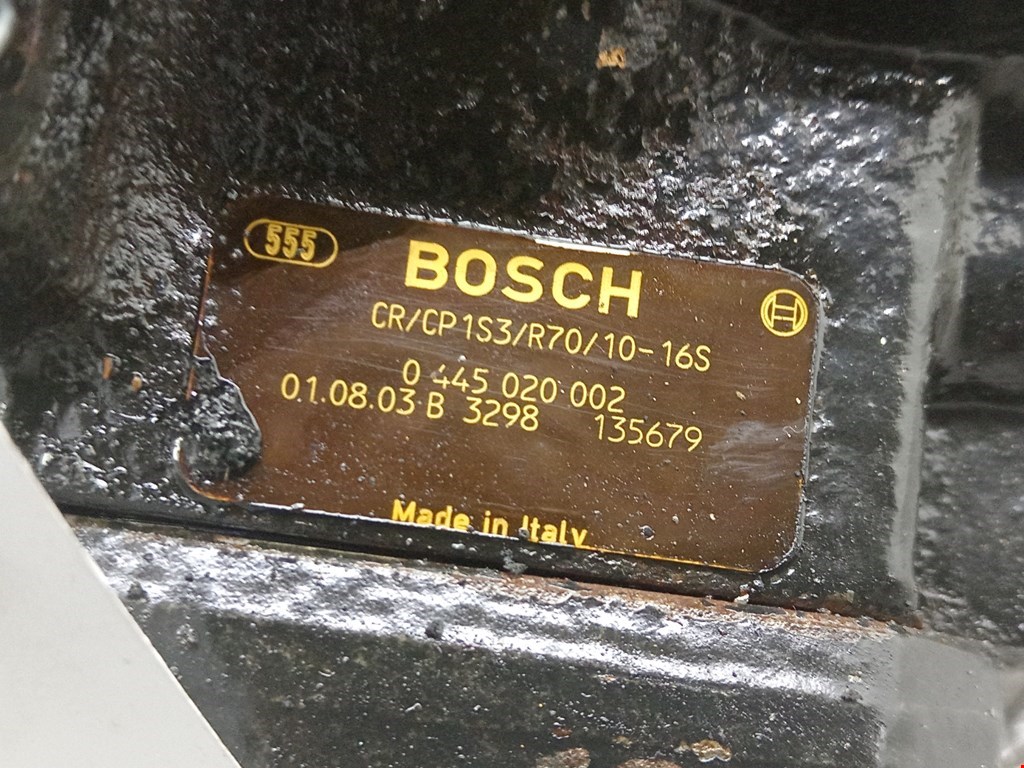 555
BOSCH
CR/CP1S3/R70/10-16S
0 445 020 002
01.08.03 B 3298 135679
Made in Italy